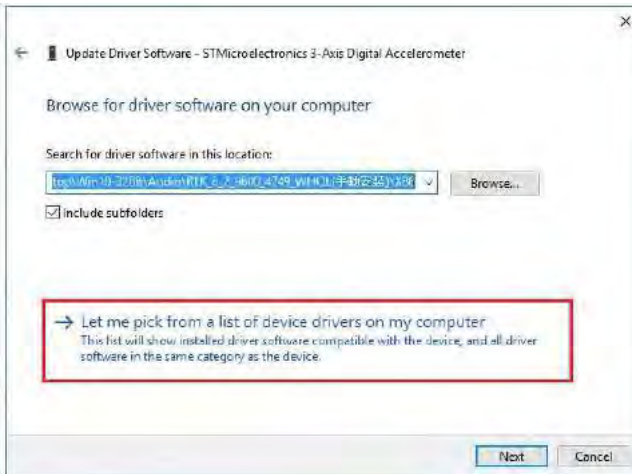 Update Driver Software - STMicroelectronics 3-Axis Digital Accelerometer
Browse for driver software on your computer
Search for driver software in this location:
Browse...
Include subfolders
Let me pick from a list of device drivers on my computer
This list will show installed driver software compatible with the device, and all driver
software in the same category as the device.
Next
Cancel